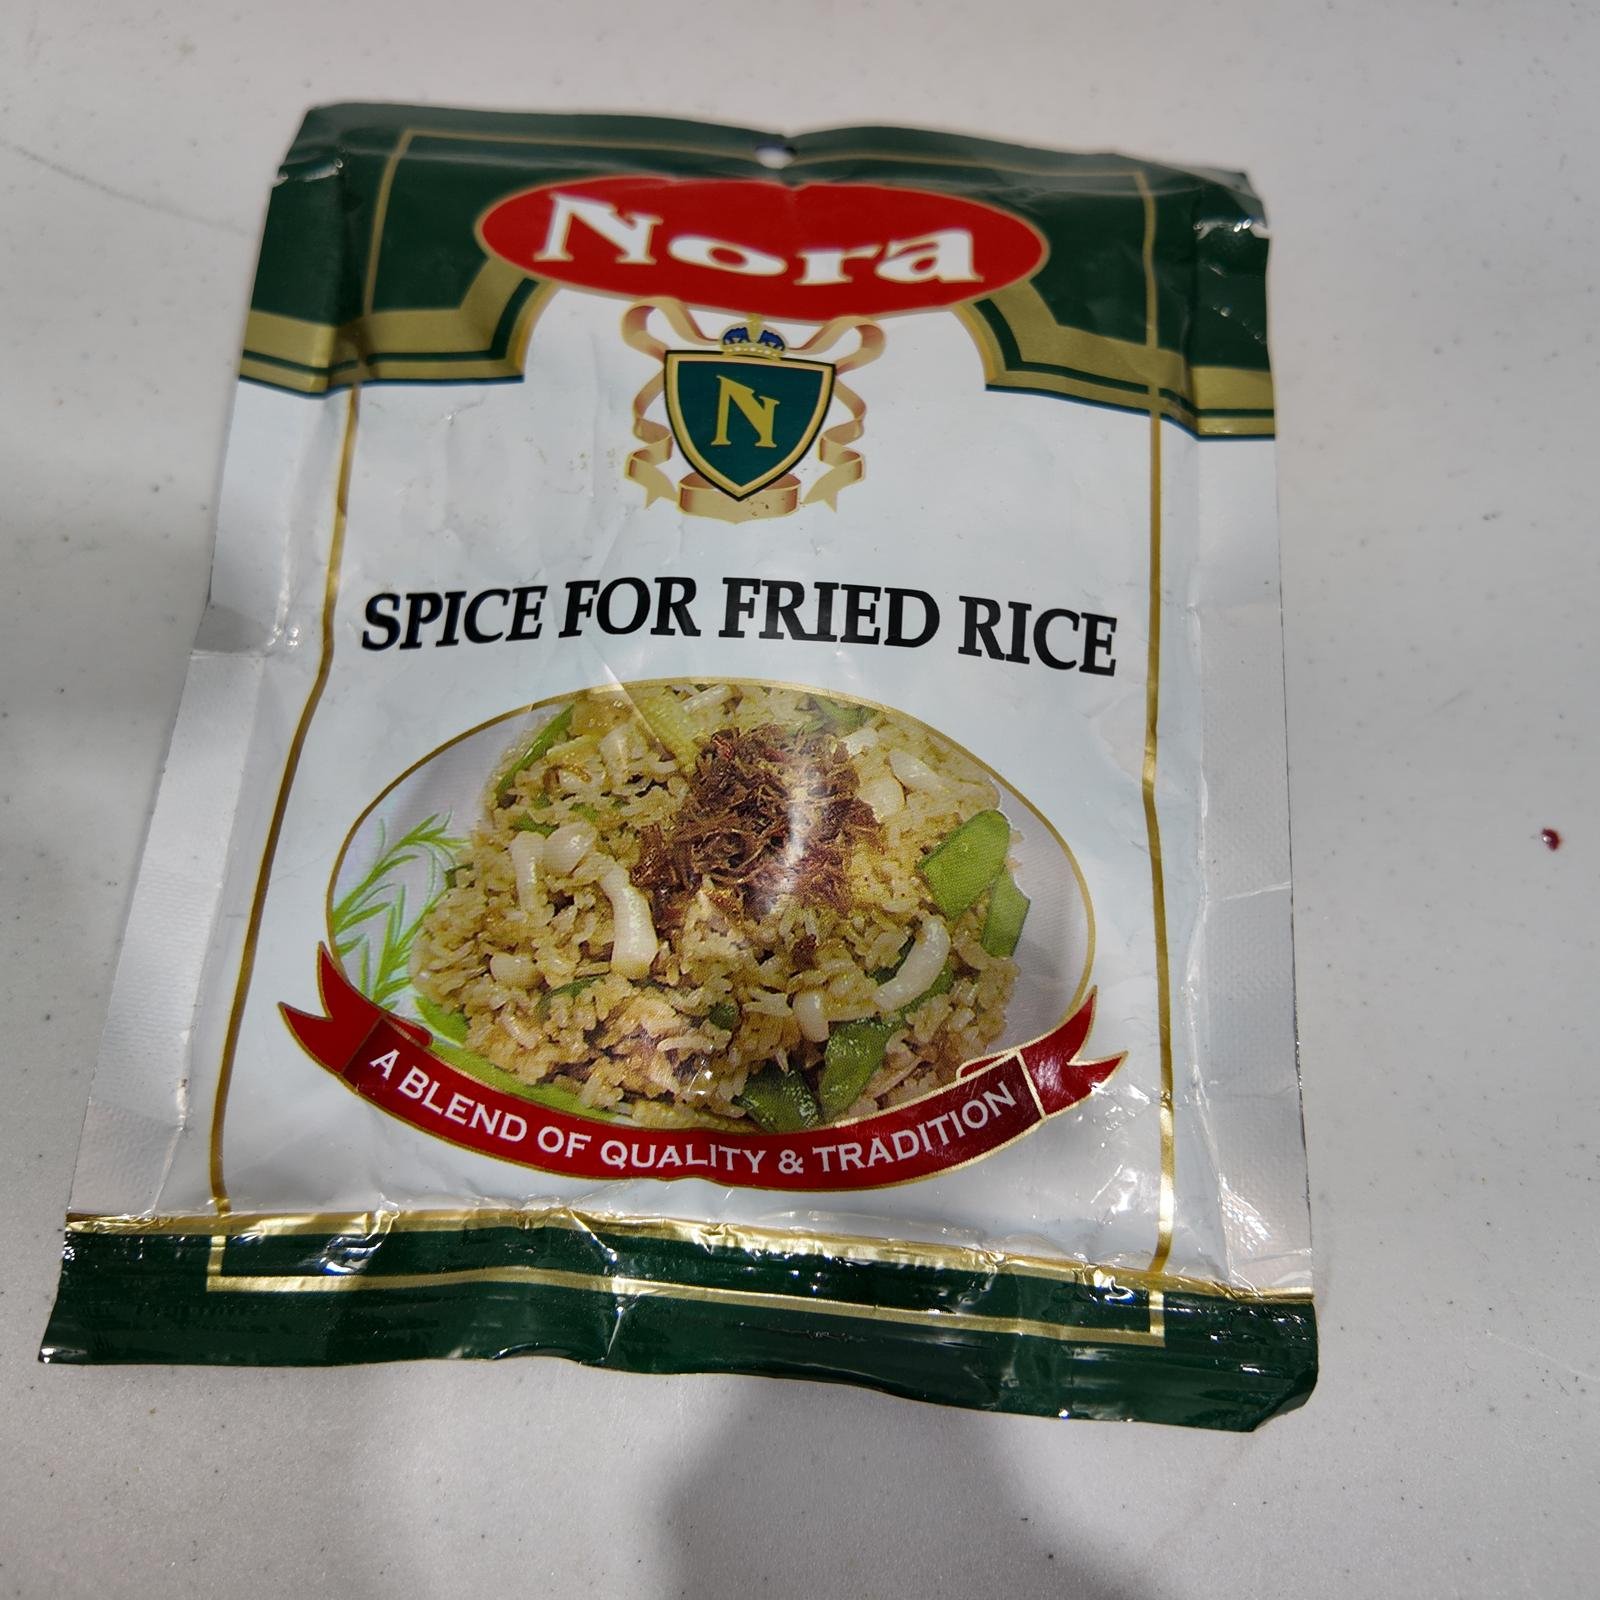 Nora
N
SPICE FOR FRIED RICE
A BLEND OF QUALITY & TRADITION